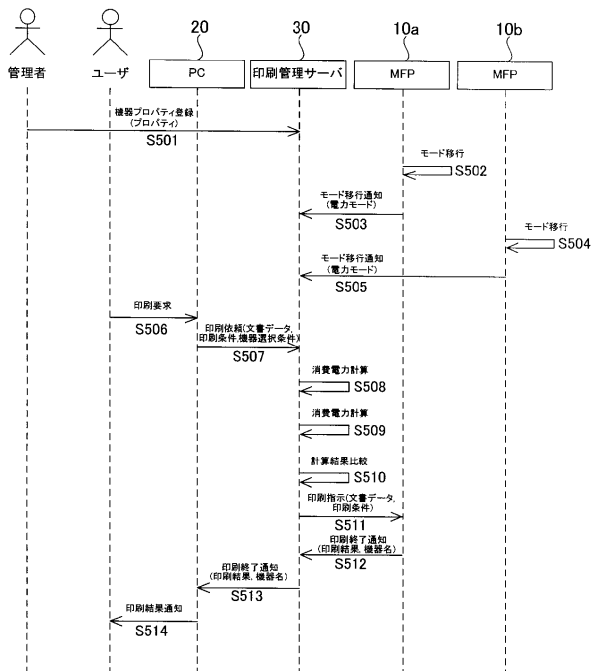 20
30
10a
10b
管理者
ユーザ
PC
印刷管理サーバ
MFP
MFP
機器プロパティ登録
(プロパティ)
S501
モード移行
S502
モード移行通知
(電力モード)
S503
モード移行
S504
モード移行通知
(電力モード)
S505
印刷要求
S506
印刷依頼(文書データ,
印刷条件,機器選択条件)
S507
消費電力計算
S508
消費電力計算
S509
計算結果比較
S510
印刷指示(文書データ,
印刷条件)
S511
印刷終了通知
(印刷結果,機器名)
S512
印刷終了通知
(印刷結果,機器名)
S513
印刷結果通知
S514